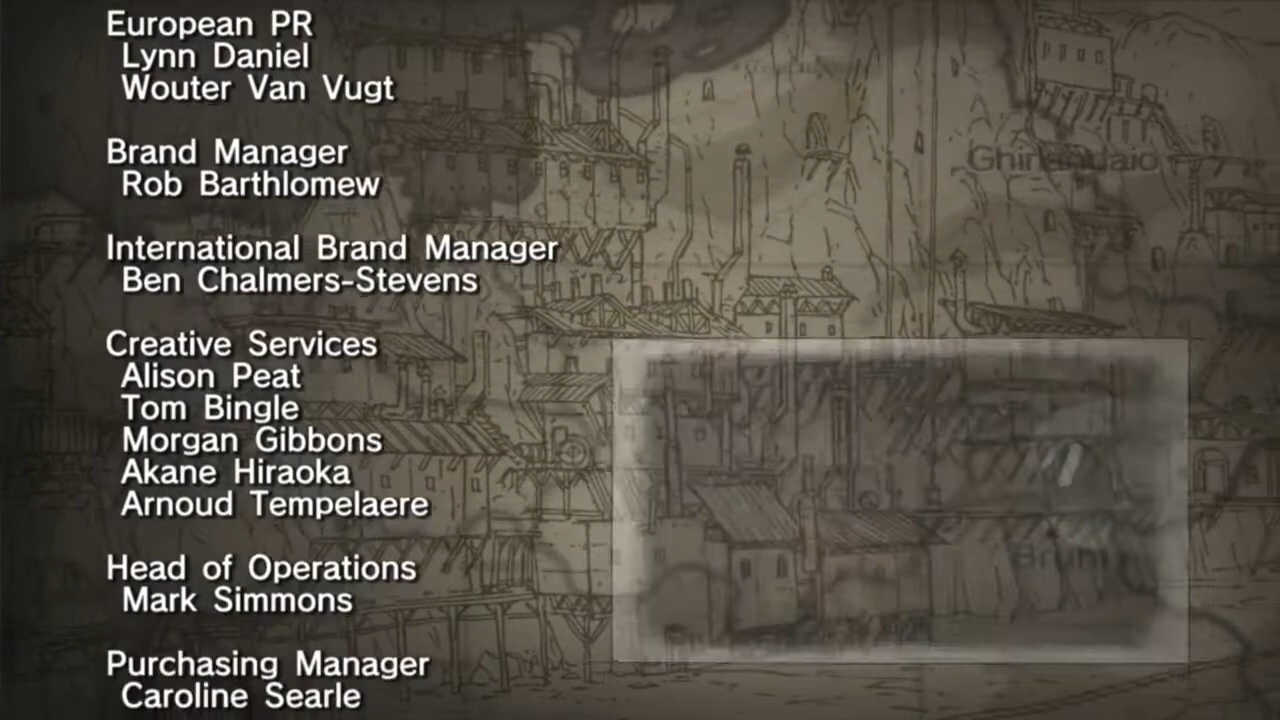 European PR
Lynn Daniel
Wouter Van Vugt
Brand Manager
Rob Barthlomew
International Brand Manager
Ben Chalmers-Stevens
Creative Services
Alison Peat
Tom Bingle
Morgan Gibbons
Akane Hiraoka
Arnoud Tempelaere
Head of Operations
Mark Simmons
Purchasing Manager
Caroline Searle
Ghirlandaio
Bruni